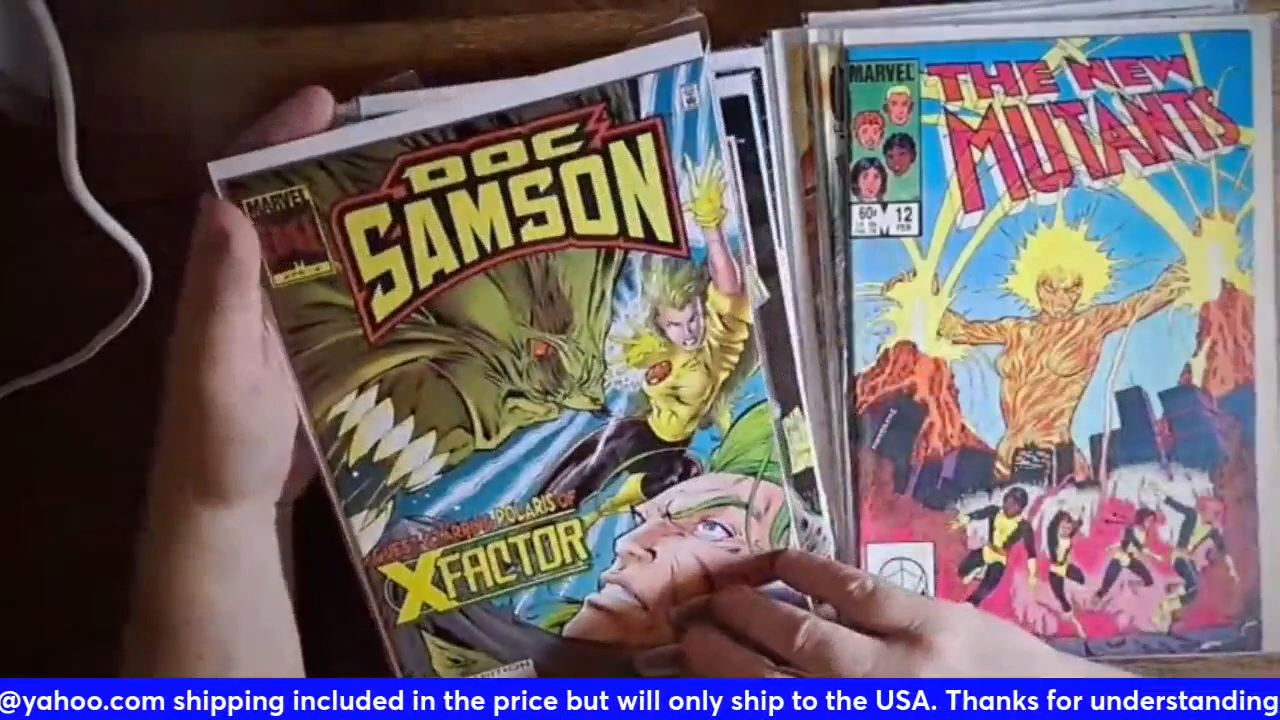 MARVEL
DOC
SAMSON
GUEST-STARRING POLARIS OF
X FACTOR
MARVEL
THE NEW
MUTANTS
60¢
12
FEB
@yahoo.com shipping included in the price but will only ship to the USA. Thanks for understanding